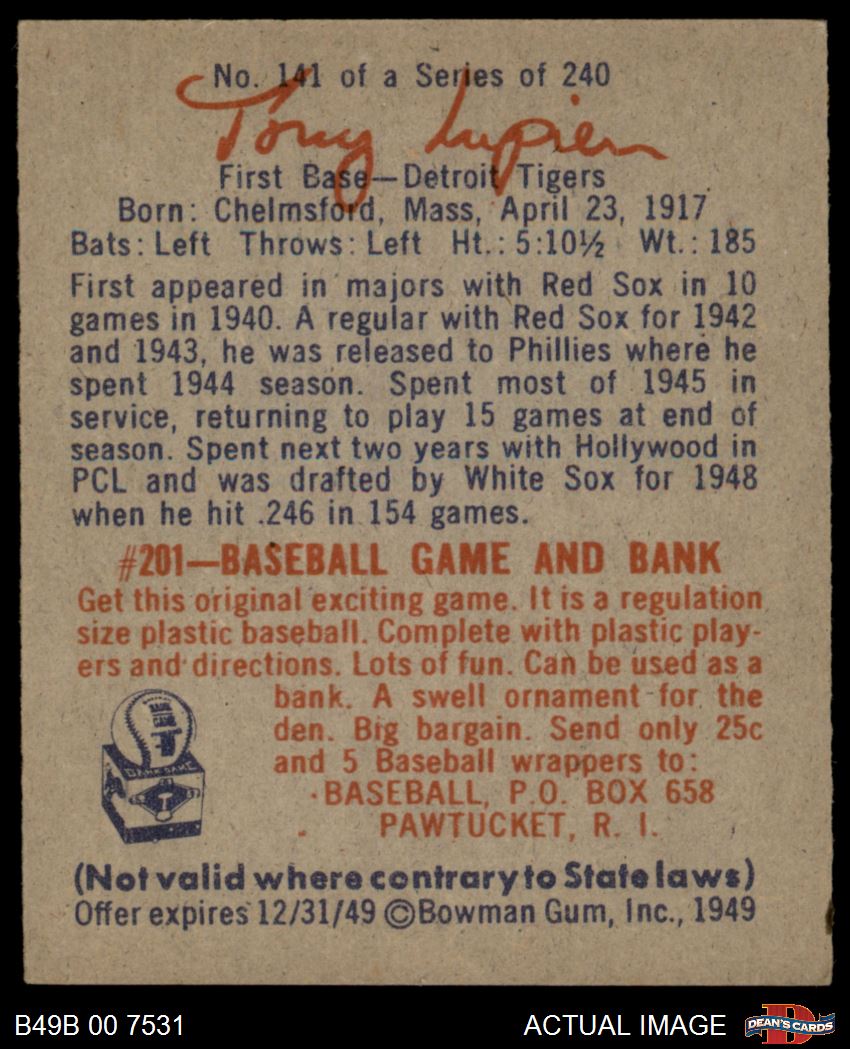 No. 141 of a Series of 240
Tony Lupien
First Base—Detroit Tigers
Born: Chelmsford, Mass, April 23, 1917
Bats: Left Throws: Left Ht.: 5:10½ Wt.: 185
First appeared in majors with Red Sox in 10
games in 1940. A regular with Red Sox for 1942
and 1943, he was released to Phillies where he
spent 1944 season. Spent most of 1945 in
service, returning to play 15 games at end of
season. Spent next two years with Hollywood in
PCL and was drafted by White Sox for 1948
when he hit .246 in 154 games.
#201—BASEBALL GAME AND BANK
Get this original exciting game. It is a regulation
size plastic baseball. Complete with plastic play-
ers and directions. Lots of fun. Can be used as a
bank. A swell ornament for the
den. Big bargain. Send only 25c
and 5 Baseball wrappers to:
BASEBALL, P.O. BOX 658
PAWTUCKET, R. I.
(Not valid where contrary to State laws)
Offer expires 12/31/49 ©Bowman Gum, Inc., 1949
B49B 00 7531
ACTUAL IMAGE
DEAN'S CARDS